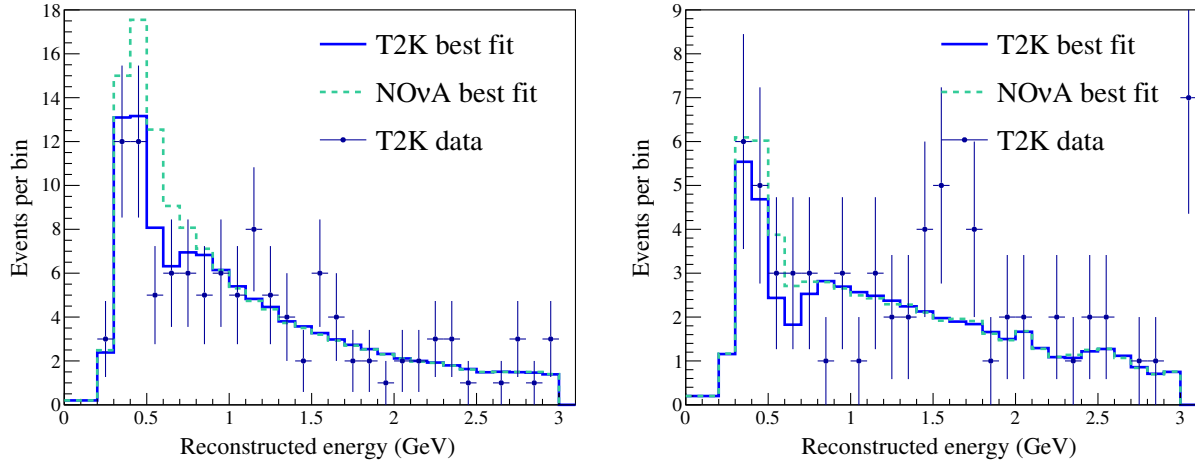 18
16
14
12
10
8
6
4
2
0
Events per bin
T2K best fit
NOνA best fit
T2K data
0 0.5 1 1.5 2 2.5 3
Reconstructed energy (GeV)
9
8
7
6
5
4
3
2
1
0
Events per bin
T2K best fit
NOνA best fit
T2K data
0 0.5 1 1.5 2 2.5 3
Reconstructed energy (GeV)